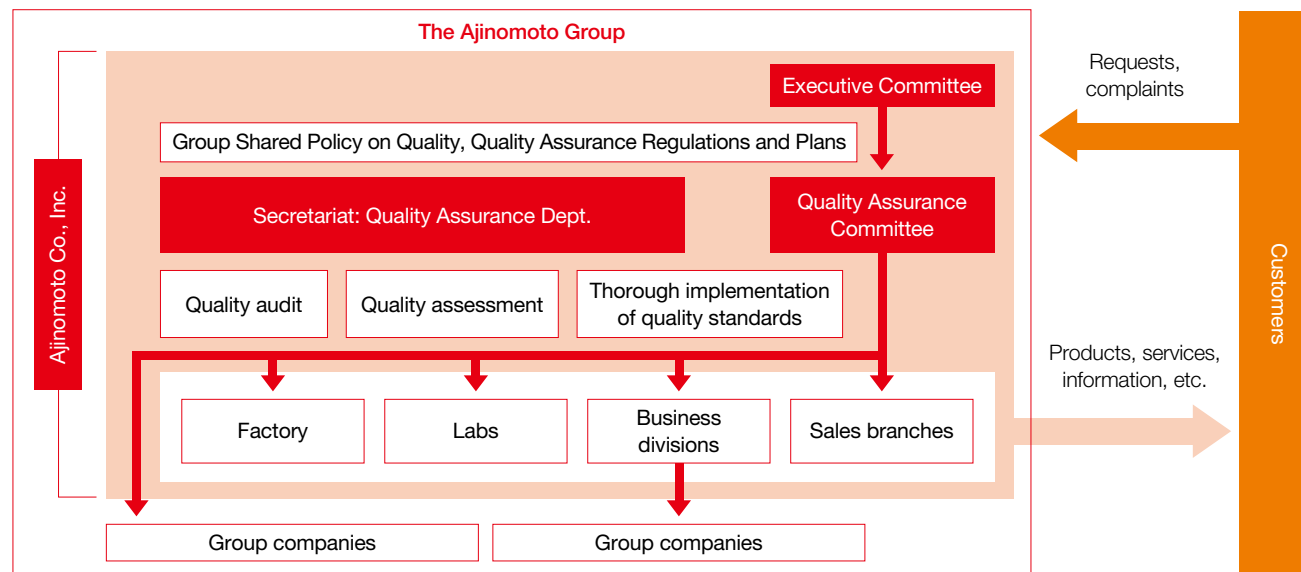 The Ajinomoto Group
Ajinomoto Co., Inc.
Executive Committee
Group Shared Policy on Quality, Quality Assurance Regulations and Plans
Secretariat: Quality Assurance Dept.
Quality Assurance
Committee
Quality audit
Quality assessment
Thorough implementation
of quality standards
Factory
Labs
Business
divisions
Sales branches
Group companies
Group companies
Requests,
complaints
Products, services,
information, etc.
Customers